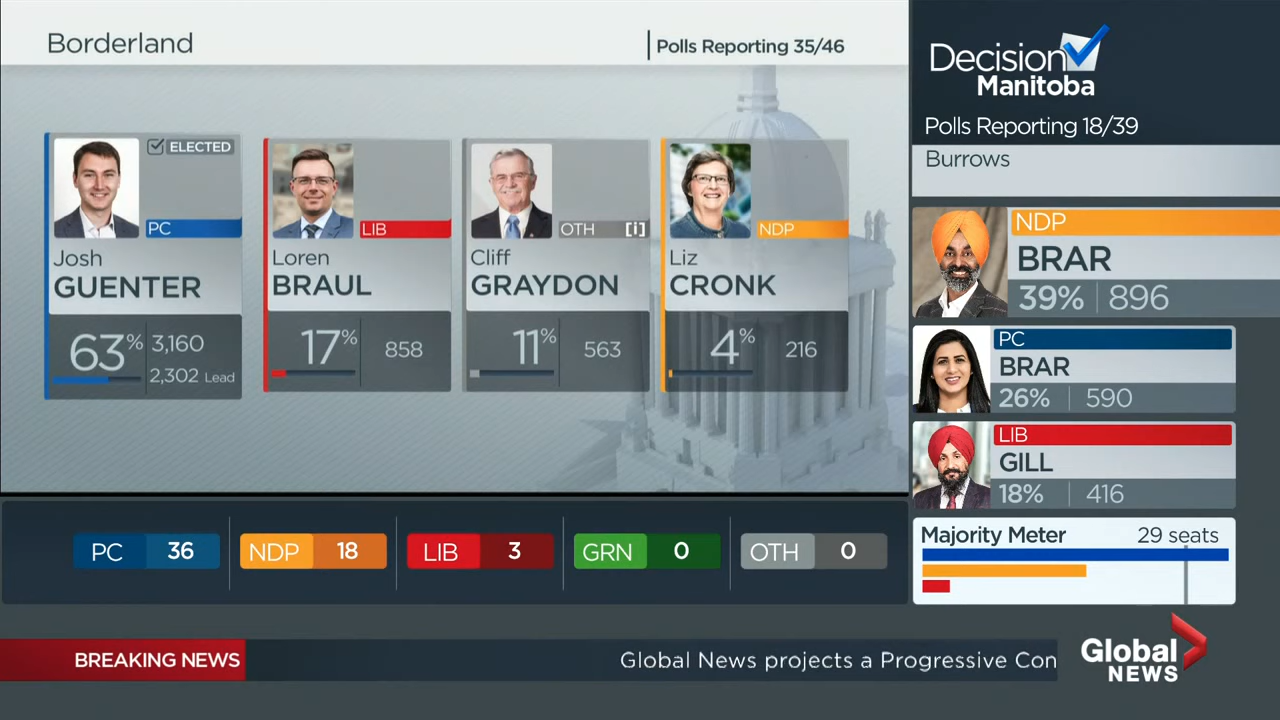 Borderland
Polls Reporting 35/46
ELECTED
PC
Josh
GUENTER
63% 3,160
2,302 Lead
LIB
Loren
BRAUL
17% 858
OTH [i]
Cliff
GRAYDON
11% 563
NDP
Liz
CRONK
4% 216
PC 36
NDP 18
LIB 3
GRN 0
OTH 0
Decision
Manitoba
Polls Reporting 18/39
Burrows
NDP
BRAR
39% 896
PC
BRAR
26% 590
LIB
GILL
18% 416
Majority Meter 29 seats
BREAKING NEWS
Global News projects a Progressive Con
Global
NEWS